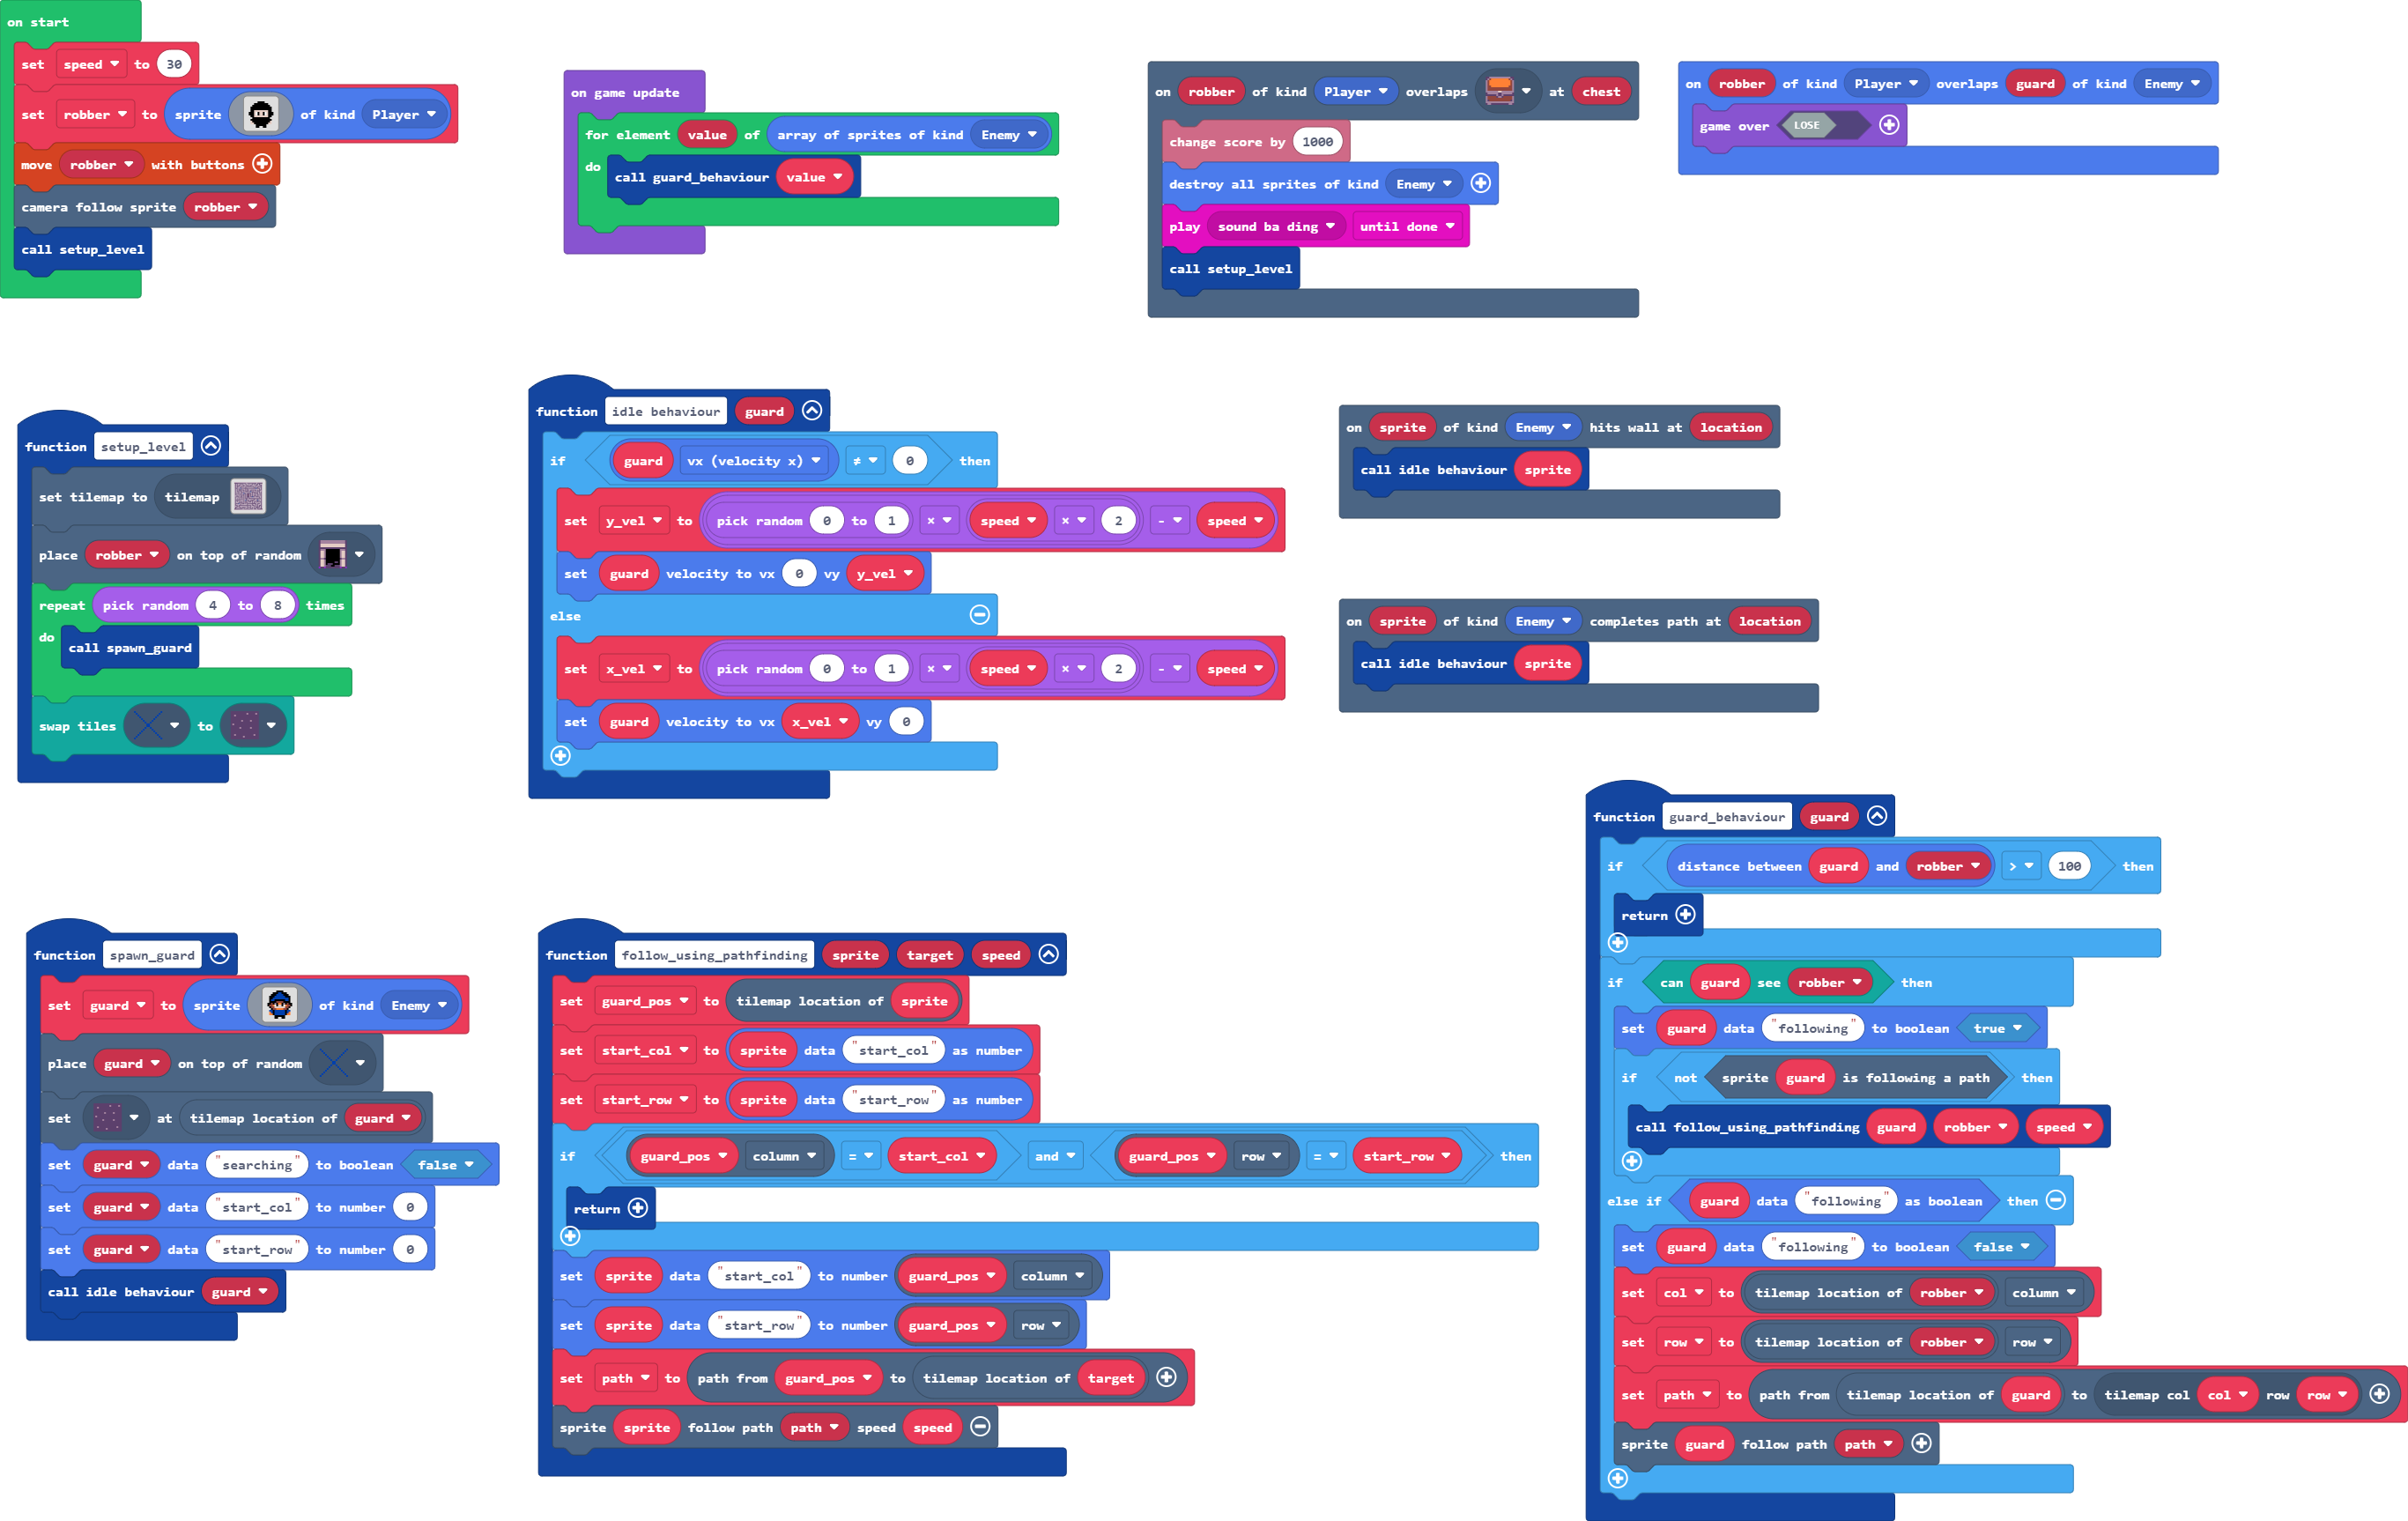 on start
set speed to 30
set robber to sprite of kind Player
move robber with buttons
camera follow sprite robber
call setup_level
on game update
for element value of array of sprites of kind Enemy
do call guard_behaviour value
on robber of kind Player overlaps at chest
change score by 1000
destroy all sprites of kind Enemy
play sound ba ding until done
call setup_level
on robber of kind Player overlaps guard of kind Enemy
game over LOSE
function setup_level
set tilemap to tilemap
place robber on top of random
repeat pick random 4 to 8 times
do call spawn_guard
swap tiles to
function idle behaviour guard
if guard vx (velocity x) ≠ 0 then
set y_vel to pick random 0 to 1 × speed × 2 - speed
set guard velocity to vx 0 vy y_vel
else
set x_vel to pick random 0 to 1 × speed × 2 - speed
set guard velocity to vx x_vel vy 0
on sprite of kind Enemy hits wall at location
call idle behaviour sprite
on sprite of kind Enemy completes path at location
call idle behaviour sprite
function spawn_guard
set guard to sprite of kind Enemy
place guard on top of random
set at tilemap location of guard
set guard data "searching" to boolean false
set guard data "start_col" to number 0
set guard data "start_row" to number 0
call idle behaviour guard
function follow_using_pathfinding sprite target speed
set guard_pos to tilemap location of sprite
set start_col to sprite data "start_col" as number
set start_row to sprite data "start_row" as number
if guard_pos column = start_col and guard_pos row = start_row then
return
set sprite data "start_col" to number guard_pos column
set sprite data "start_row" to number guard_pos row
set path to path from guard_pos to tilemap location of target
sprite sprite follow path path speed speed
function guard_behaviour guard
if distance between guard and robber > 100 then
return
if can guard see robber then
set guard data "following" to boolean true
if not sprite guard is following a path then
call follow_using_pathfinding guard robber speed
else if guard data "following" as boolean then
set guard data "following" to boolean false
set col to tilemap location of robber column
set row to tilemap location of robber row
set path to path from tilemap location of guard to tilemap col col row row
sprite guard follow path path